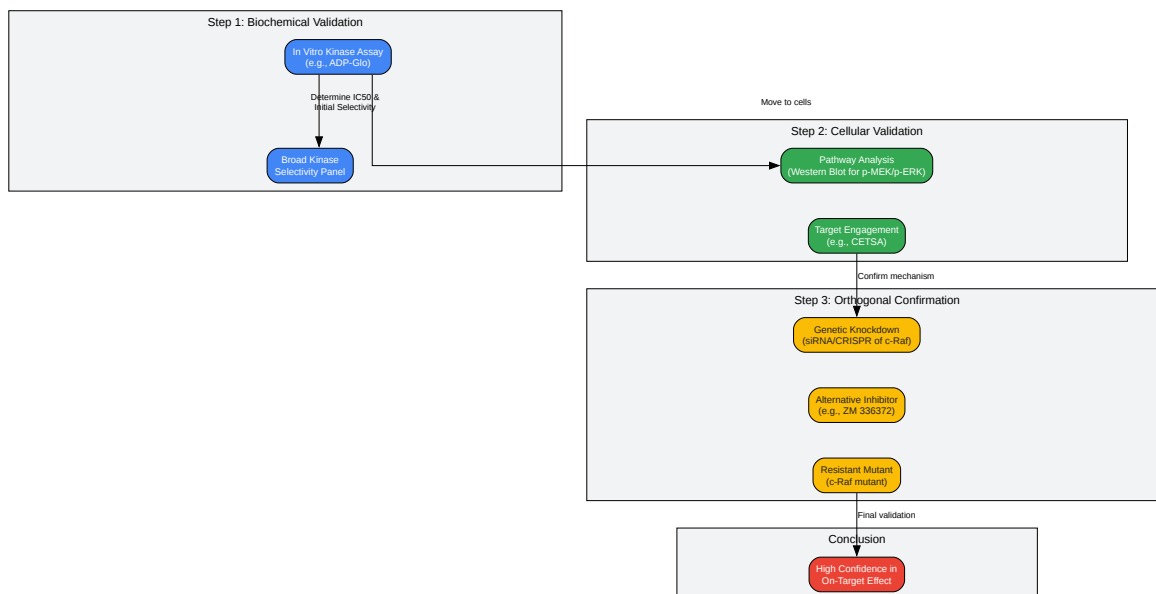 Step 1: Biochemical Validation
In Vitro Kinase Assay
(e.g., ADP-Glo)
Determine IC50 &
Initial Selectivity
Broad Kinase
Selectivity Panel
Move to cells
Step 2: Cellular Validation
Pathway Analysis
(Western Blot for p-MEK/p-ERK)
Target Engagement
(e.g., CETSA)
Confirm mechanism
Step 3: Orthogonal Confirmation
Genetic Knockdown
(siRNA/CRISPR of c-Raf)
Alternative Inhibitor
(e.g., ZM 336372)
Resistant Mutant
(c-Raf mutant)
Final validation
Conclusion
High Confidence in
On-Target Effect